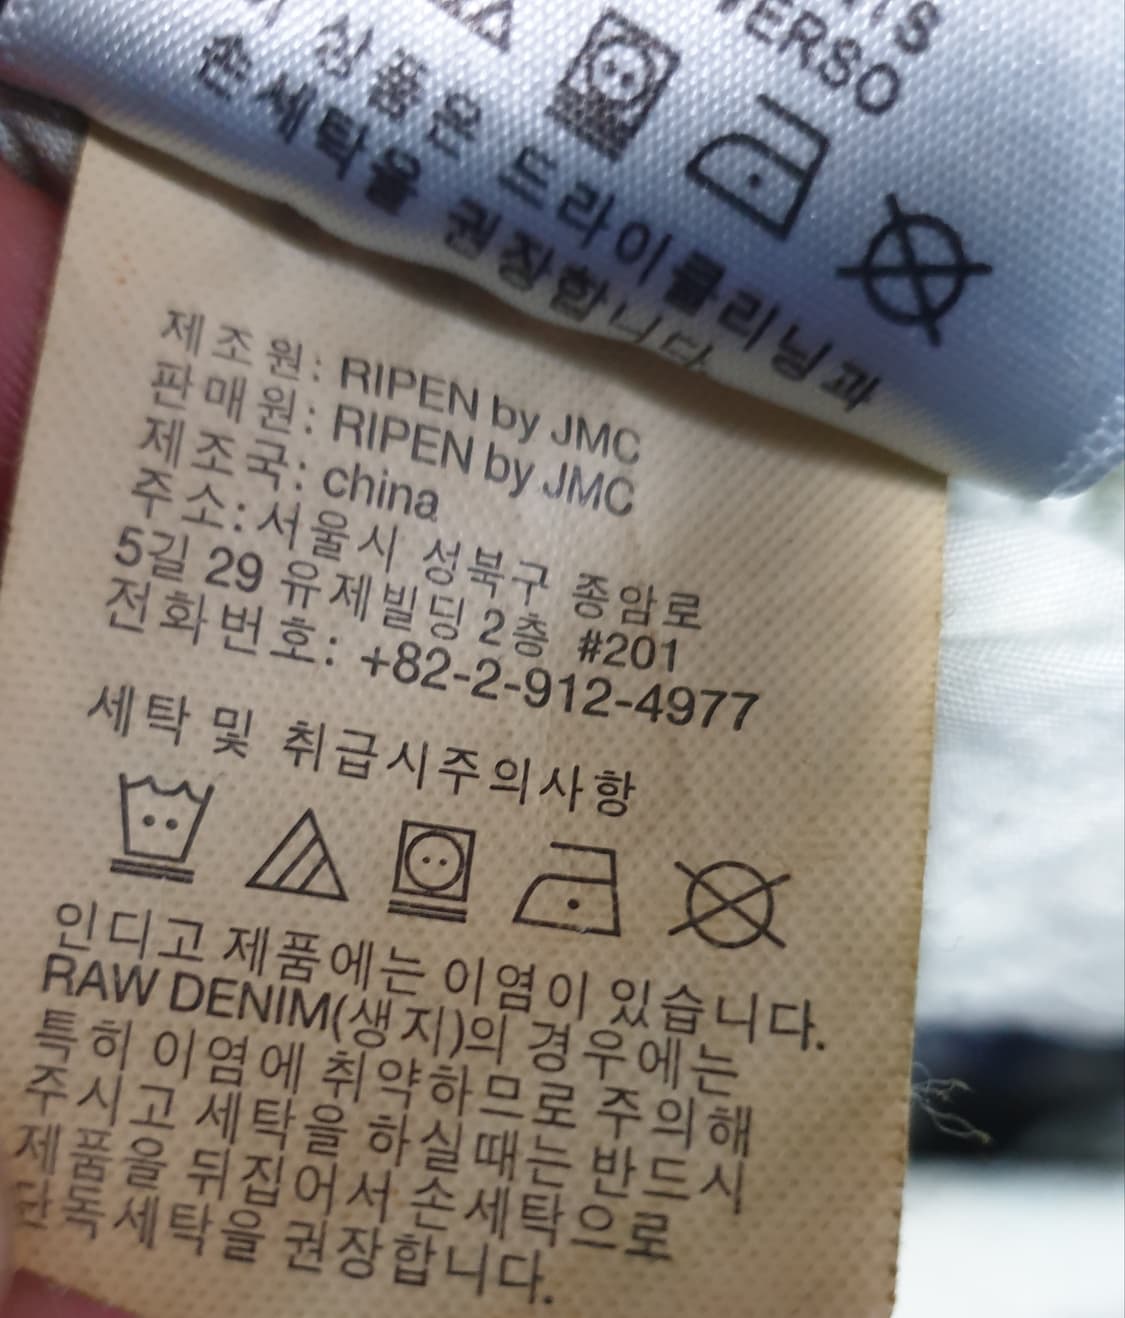 S
VERSO
상품은 드라이클리닝과
손세탁을 권장합니다.
제조원: RIPEN by JMC
판매원: RIPEN by JMC
제조국: china
주소: 서울시 성북구 종암로
5길 29 유제빌딩 2층 #201
전화번호: +82-2-912-4977
세탁 및 취급시주의사항
인디고 제품에는 이염이 있습니다.
RAW DENIM(생지)의 경우에는
특히 이염에 취약하므로 주의해
주시고 세탁을 하실때는 반드시
제품을 뒤집어서 손세탁으로
단독세탁을 권장합니다.